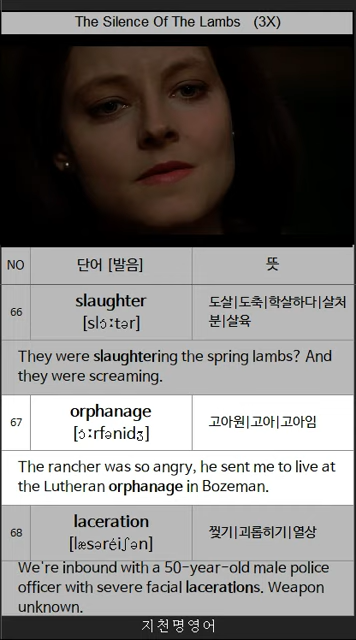 The Silence Of The Lambs (3X)
NO 단어 [발음] 뜻
66 slaughter [slɔ́ːtər] 도살|도축|학살하다|살처
분|살육
They were slaughtering the spring lambs? And
they were screaming.
67 orphanage [ɔ́ːrfənidʒ] 고아원|고아|고아임
The rancher was so angry, he sent me to live at
the Lutheran orphanage in Bozeman.
68 laceration [læ̀səréiʃən] 찢기|괴롭히기|열상
We're inbound with a 50-year-old male police
officer with severe facial lacerations. Weapon
unknown.
지천명영어